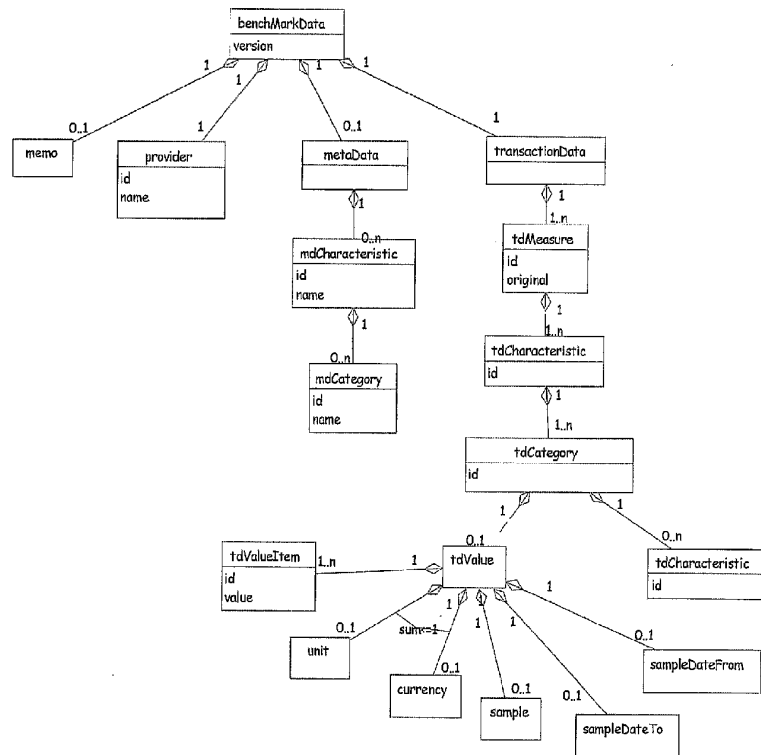 benchMarkData
version
1
1
1
1
0..1
1
0..1
1
memo
provider
id
name
metaData
transactionData
1
1
0..n
1..n
mdCharacteristic
id
name
tdMeasure
id
original
1
1
0..n
1..n
mdCategory
id
name
tdCharacteristic
id
1
1..n
tdCategory
id
1
1
0..1
0..n
tdValueItem
id
value
1..n
1
tdValue
tdCharacteristic
id
0..1
sum<=1
1
1
1
1
0..1
unit
0..1
currency
0..1
sample
0..1
sampleDateTo
sampleDateFrom